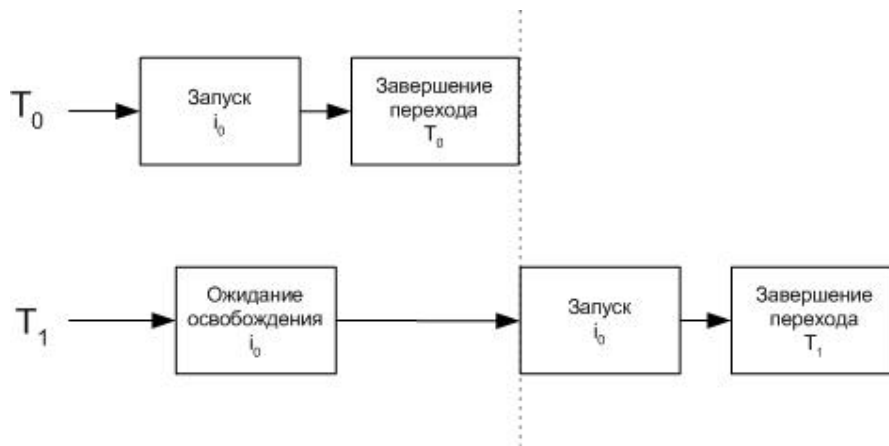 T₀
Запуск
i₀
Завершение
перехода
T₀
T₁
Ожидание
освобождения
i₀
Запуск
i₀
Завершение
перехода
T₁